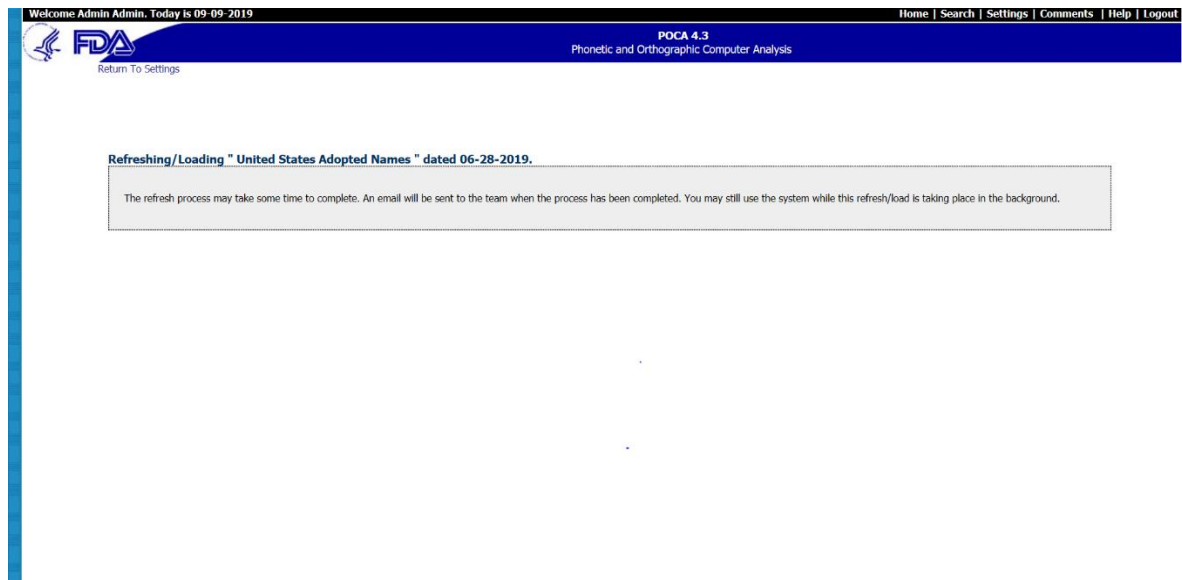 Welcome Admin Admin. Today is 09-09-2019
Home | Search | Settings | Comments | Help | Logout
FDA
POCA 4.3
Phonetic and Orthographic Computer Analysis
Return To Settings
Refreshing/Loading " United States Adopted Names " dated 06-28-2019.
The refresh process may take some time to complete. An email will be sent to the team when the process has been completed. You may still use the system while this refresh/load is taking place in the background.